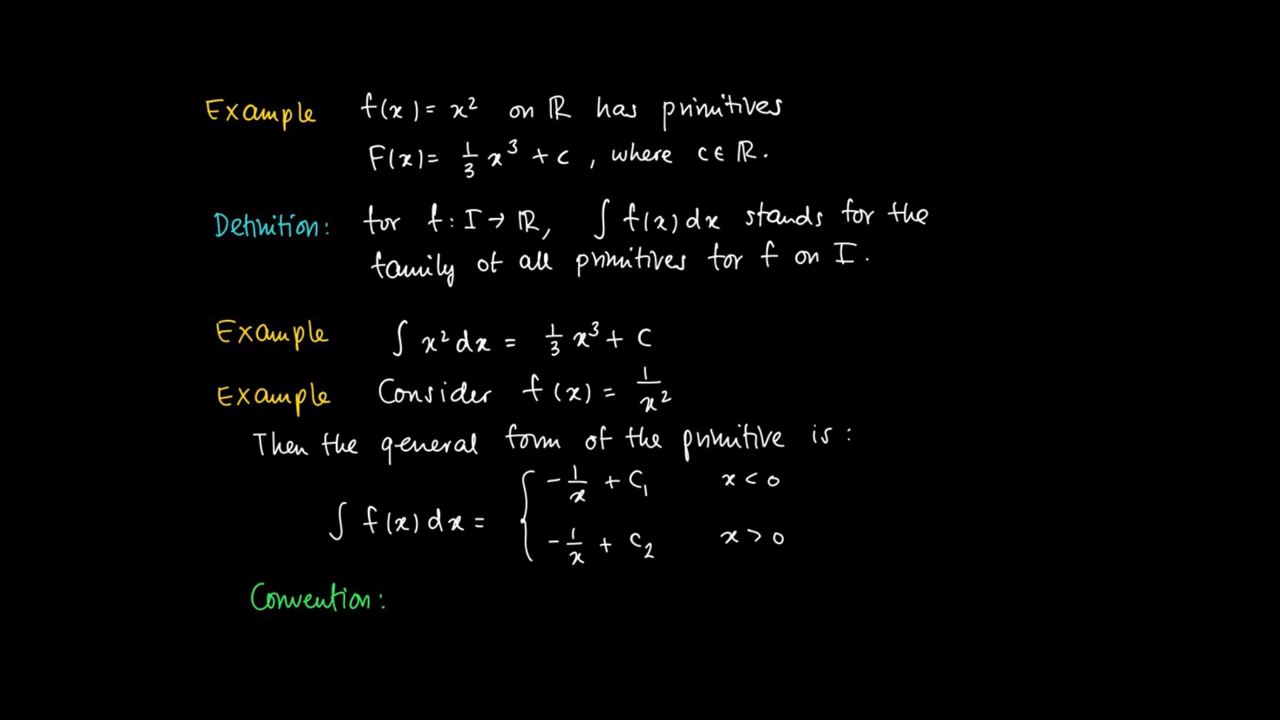 Example f(x) = x² on ℝ has primitives
F(x) = 1/3 x³ + c, where c ∈ ℝ.
Definition: for f: I → ℝ, ∫ f(x) dx stands for the
family of all primitives for f on I.
Example ∫ x² dx = 1/3 x³ + C
Example Consider f(x) = 1/x²
Then the general form of the primitive is:
∫ f(x) dx = { -1/x + C₁ x < 0
-1/x + C₂ x > 0
Convention: